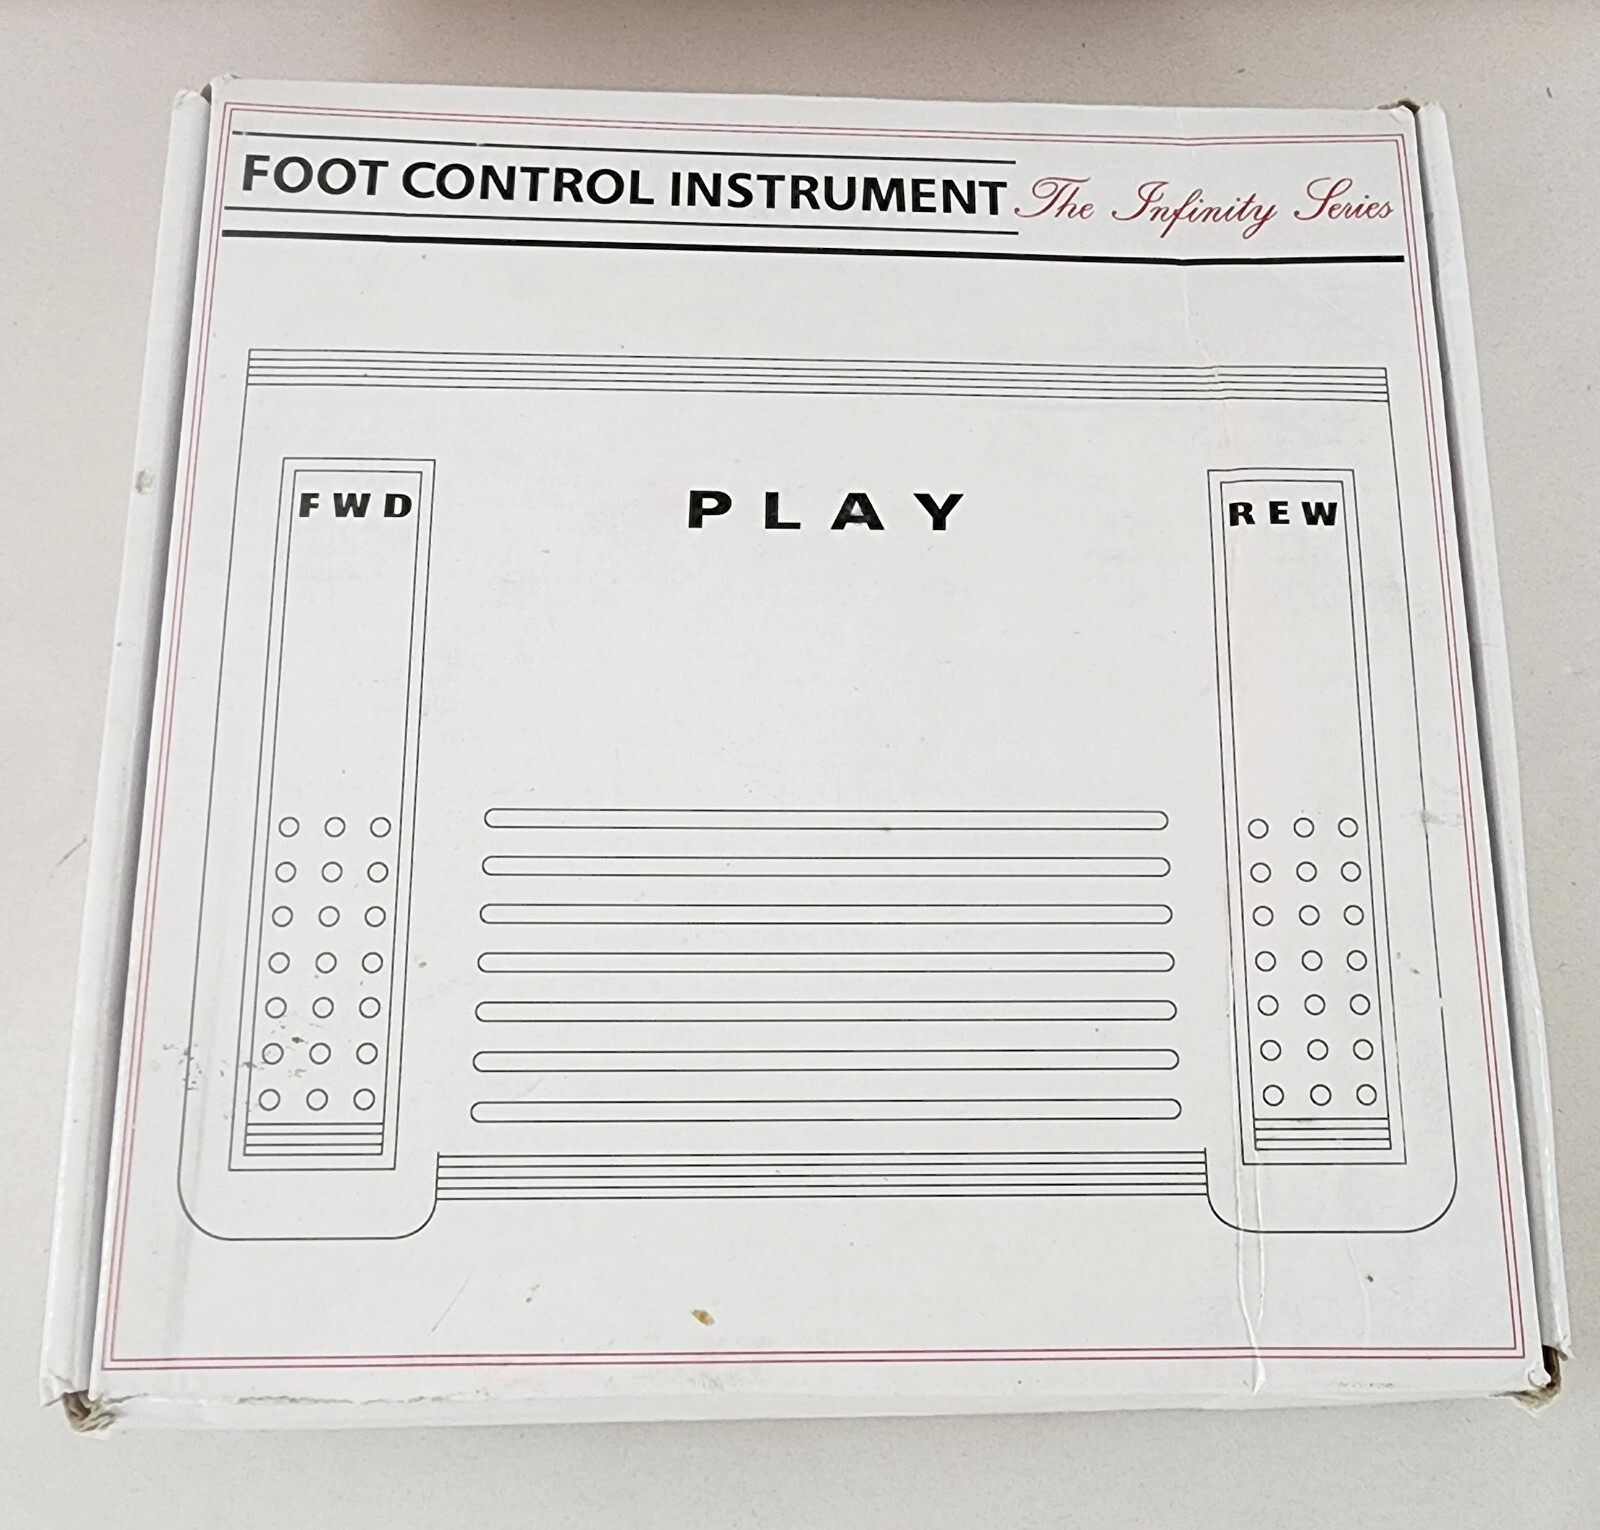 FOOT CONTROL INSTRUMENT The Infinity Series
FWD PLAY REW